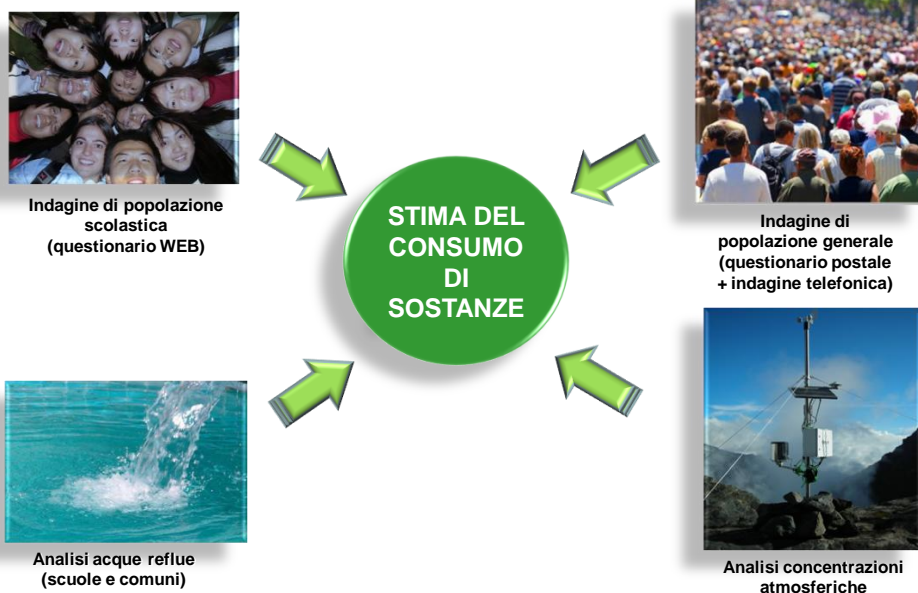 Indagine di popolazione
scolastica
(questionario WEB)
STIMA DEL
CONSUMO
DI
SOSTANZE
Indagine di
popolazione generale
(questionario postale
+ indagine telefonica)
Analisi acque reflue
(scuole e comuni)
Analisi concentrazioni
atmosferiche